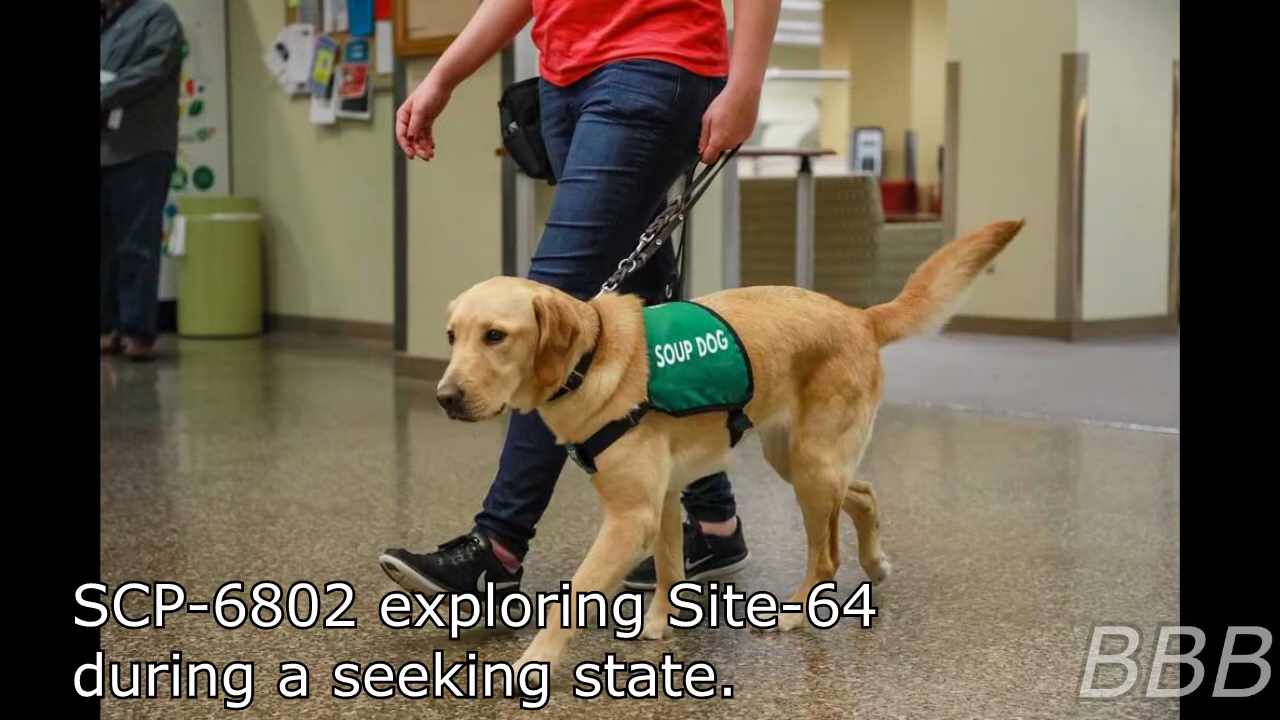 SOUP DOG
SCP-6802 exploring Site-64
during a seeking state.
BBB